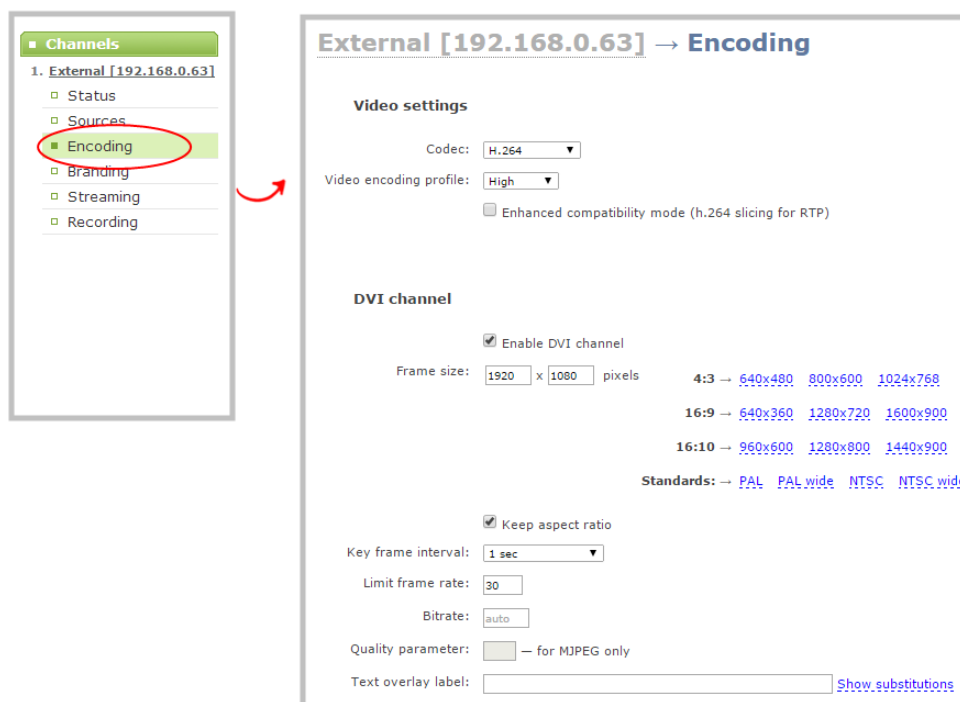 Channels
1. External [192.168.0.63]
Status
Sources
Encoding
Branding
Streaming
Recording
External [192.168.0.63] → Encoding
Video settings
Codec: H.264
Video encoding profile: High
Enhanced compatibility mode (h.264 slicing for RTP)
DVI channel
Enable DVI channel
Frame size: 1920 x 1080 pixels
4:3 → 640x480 800x600 1024x768
16:9 → 640x360 1280x720 1600x900
16:10 → 960x600 1280x800 1440x900
Standards: → PAL PAL wide NTSC NTSC wide
Keep aspect ratio
Key frame interval: 1 sec
Limit frame rate: 30
Bitrate: auto
Quality parameter: — for MJPEG only
Text overlay label: Show substitutions